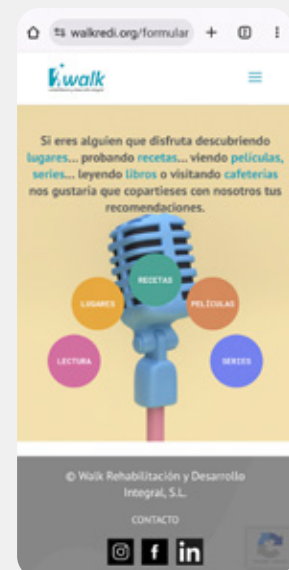 walkredi.org/formular
walk
Si eres alguien que disfruta descubriendo
lugares... probando recetas... viendo películas,
series... leyendo libros o visitando cafeterías
nos gustaria que copartieses con nosotros tus
recomendaciones.
RECETAS
LUGARES
PELÍCULAS
LECTURA
SERIES
© Walk Rehabilitación y Desarrollo
Integral, S.L.
CONTACTO
f
in